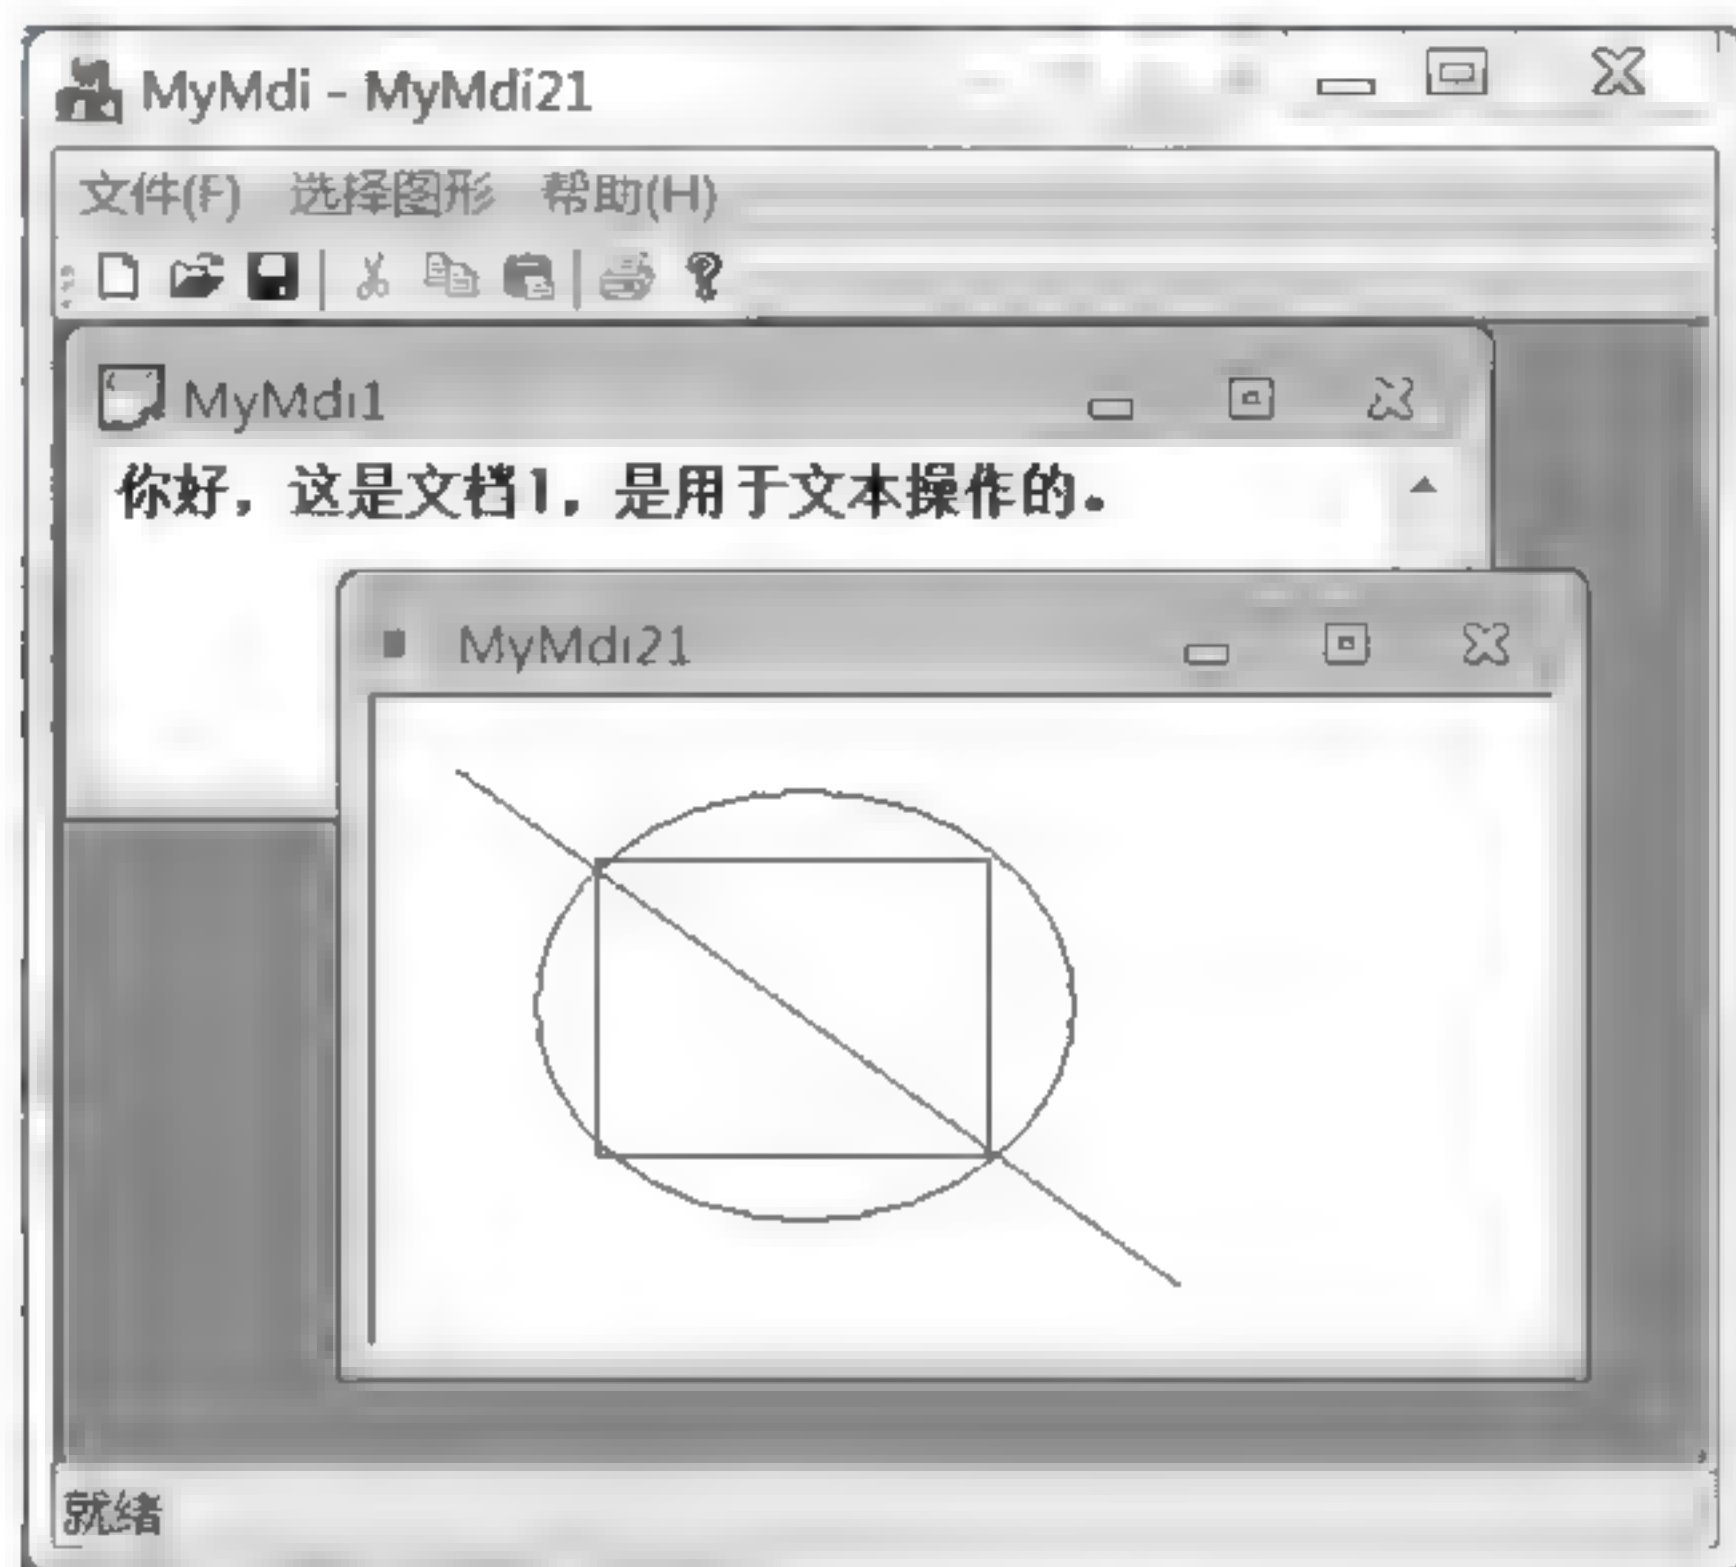 MyMdi - MyMdi21
文件(F) 选择图形 帮助(H)
MyMdi1
你好，这是文档1，是用于文本操作的。
MyMdi21
就绪